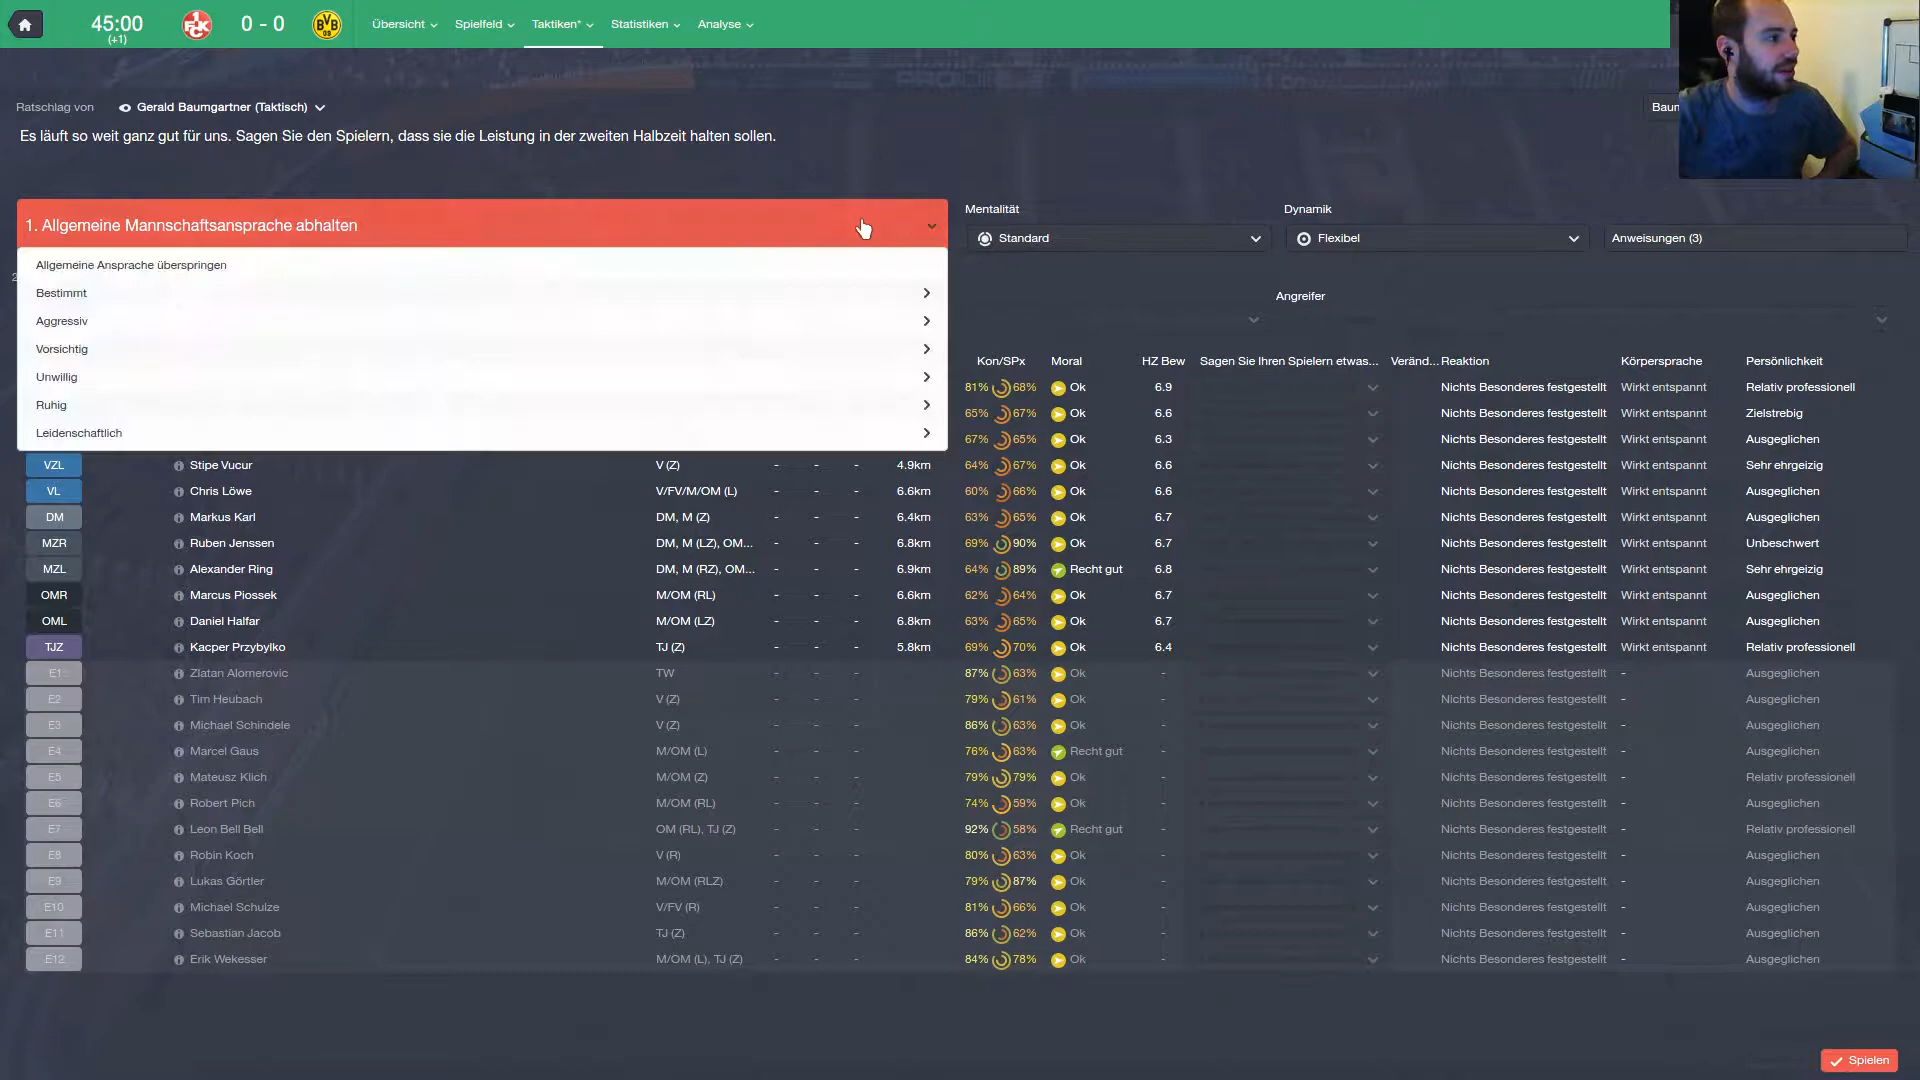 45:00
(+1)
0 - 0
Übersicht
Spielfeld
Taktiken*
Statistiken
Analyse
Ratschlag von
Gerald Baumgartner (Taktisch)
Es läuft so weit ganz gut für uns. Sagen Sie den Spielern, dass sie die Leistung in der zweiten Halbzeit halten sollen.
1. Allgemeine Mannschaftsansprache abhalten
Allgemeine Ansprache überspringen
Bestimmt
Aggressiv
Vorsichtig
Unwillig
Ruhig
Leidenschaftlich
Mentalität
Dynamik
Standard
Flexibel
Anweisungen (3)
Angreifer
Kon/SPx Moral HZ Bew Sagen Sie Ihren Spielern etwas... Veränd... Reaktion Körpersprache Persönlichkeit
81% 68% Ok 6.9 Nichts Besonderes festgestellt Wirkt entspannt Relativ professionell
65% 67% Ok 6.6 Nichts Besonderes festgestellt Wirkt entspannt Zielstrebig
67% 65% Ok 6.3 Nichts Besonderes festgestellt Wirkt entspannt Ausgeglichen
VZL Stipe Vucur V (Z) - - - 4.9km 64% 67% Ok 6.6 Nichts Besonderes festgestellt Wirkt entspannt Sehr ehrgeizig
VL Chris Löwe V/FV/M/OM (L) - - - 6.6km 60% 66% Ok 6.6 Nichts Besonderes festgestellt Wirkt entspannt Ausgeglichen
DM Markus Karl DM, M (Z) - - - 6.4km 63% 65% Ok 6.7 Nichts Besonderes festgestellt Wirkt entspannt Ausgeglichen
MZR Ruben Jenssen DM, M (LZ), OM... - - - 6.8km 69% 90% Ok 6.7 Nichts Besonderes festgestellt Wirkt entspannt Unbeschwert
MZL Alexander Ring DM, M (RZ), OM... - - - 6.9km 64% 89% Recht gut 6.8 Nichts Besonderes festgestellt Wirkt entspannt Sehr ehrgeizig
OMR Marcus Piossek M/OM (RL) - - - 6.6km 62% 64% Ok 6.7 Nichts Besonderes festgestellt Wirkt entspannt Ausgeglichen
OML Daniel Halfar M/OM (LZ) - - - 6.8km 63% 65% Ok 6.7 Nichts Besonderes festgestellt Wirkt entspannt Ausgeglichen
TJZ Kacper Przybylko TJ (Z) - - - 5.8km 69% 70% Ok 6.4 Nichts Besonderes festgestellt Wirkt entspannt Relativ professionell
E1 Zlatan Alomerovic TW - - - 87% 63% Ok - Nichts Besonderes festgestellt - Ausgeglichen
E2 Tim Heubach V (Z) - - - 79% 61% Ok - Nichts Besonderes festgestellt - Ausgeglichen
E3 Michael Schindele V (Z) - - - 86% 63% Ok - Nichts Besonderes festgestellt - Ausgeglichen
E4 Marcel Gaus M/OM (L) - - - 76% 63% Recht gut - Nichts Besonderes festgestellt - Ausgeglichen
E5 Mateusz Klich M/OM (Z) - - - 79% 79% Ok - Nichts Besonderes festgestellt - Relativ professionell
E6 Robert Pich M/OM (RL) - - - 74% 59% Ok - Nichts Besonderes festgestellt - Ausgeglichen
E7 Leon Bell Bell OM (RL), TJ (Z) - - - 92% 58% Recht gut - Nichts Besonderes festgestellt - Relativ professionell
E8 Robin Koch V (R) - - - 80% 63% Ok - Nichts Besonderes festgestellt - Ausgeglichen
E9 Lukas Görtler M/OM (RLZ) - - - 79% 87% Ok - Nichts Besonderes festgestellt - Ausgeglichen
E10 Michael Schulze V/FV (R) - - - 81% 66% Ok - Nichts Besonderes festgestellt - Ausgeglichen
E11 Sebastian Jacob TJ (Z) - - - 86% 62% Ok - Nichts Besonderes festgestellt - Ausgeglichen
E12 Erik Wekesser M/OM (L), TJ (Z) - - - 84% 78% Ok - Nichts Besonderes festgestellt - Ausgeglichen
Spielen